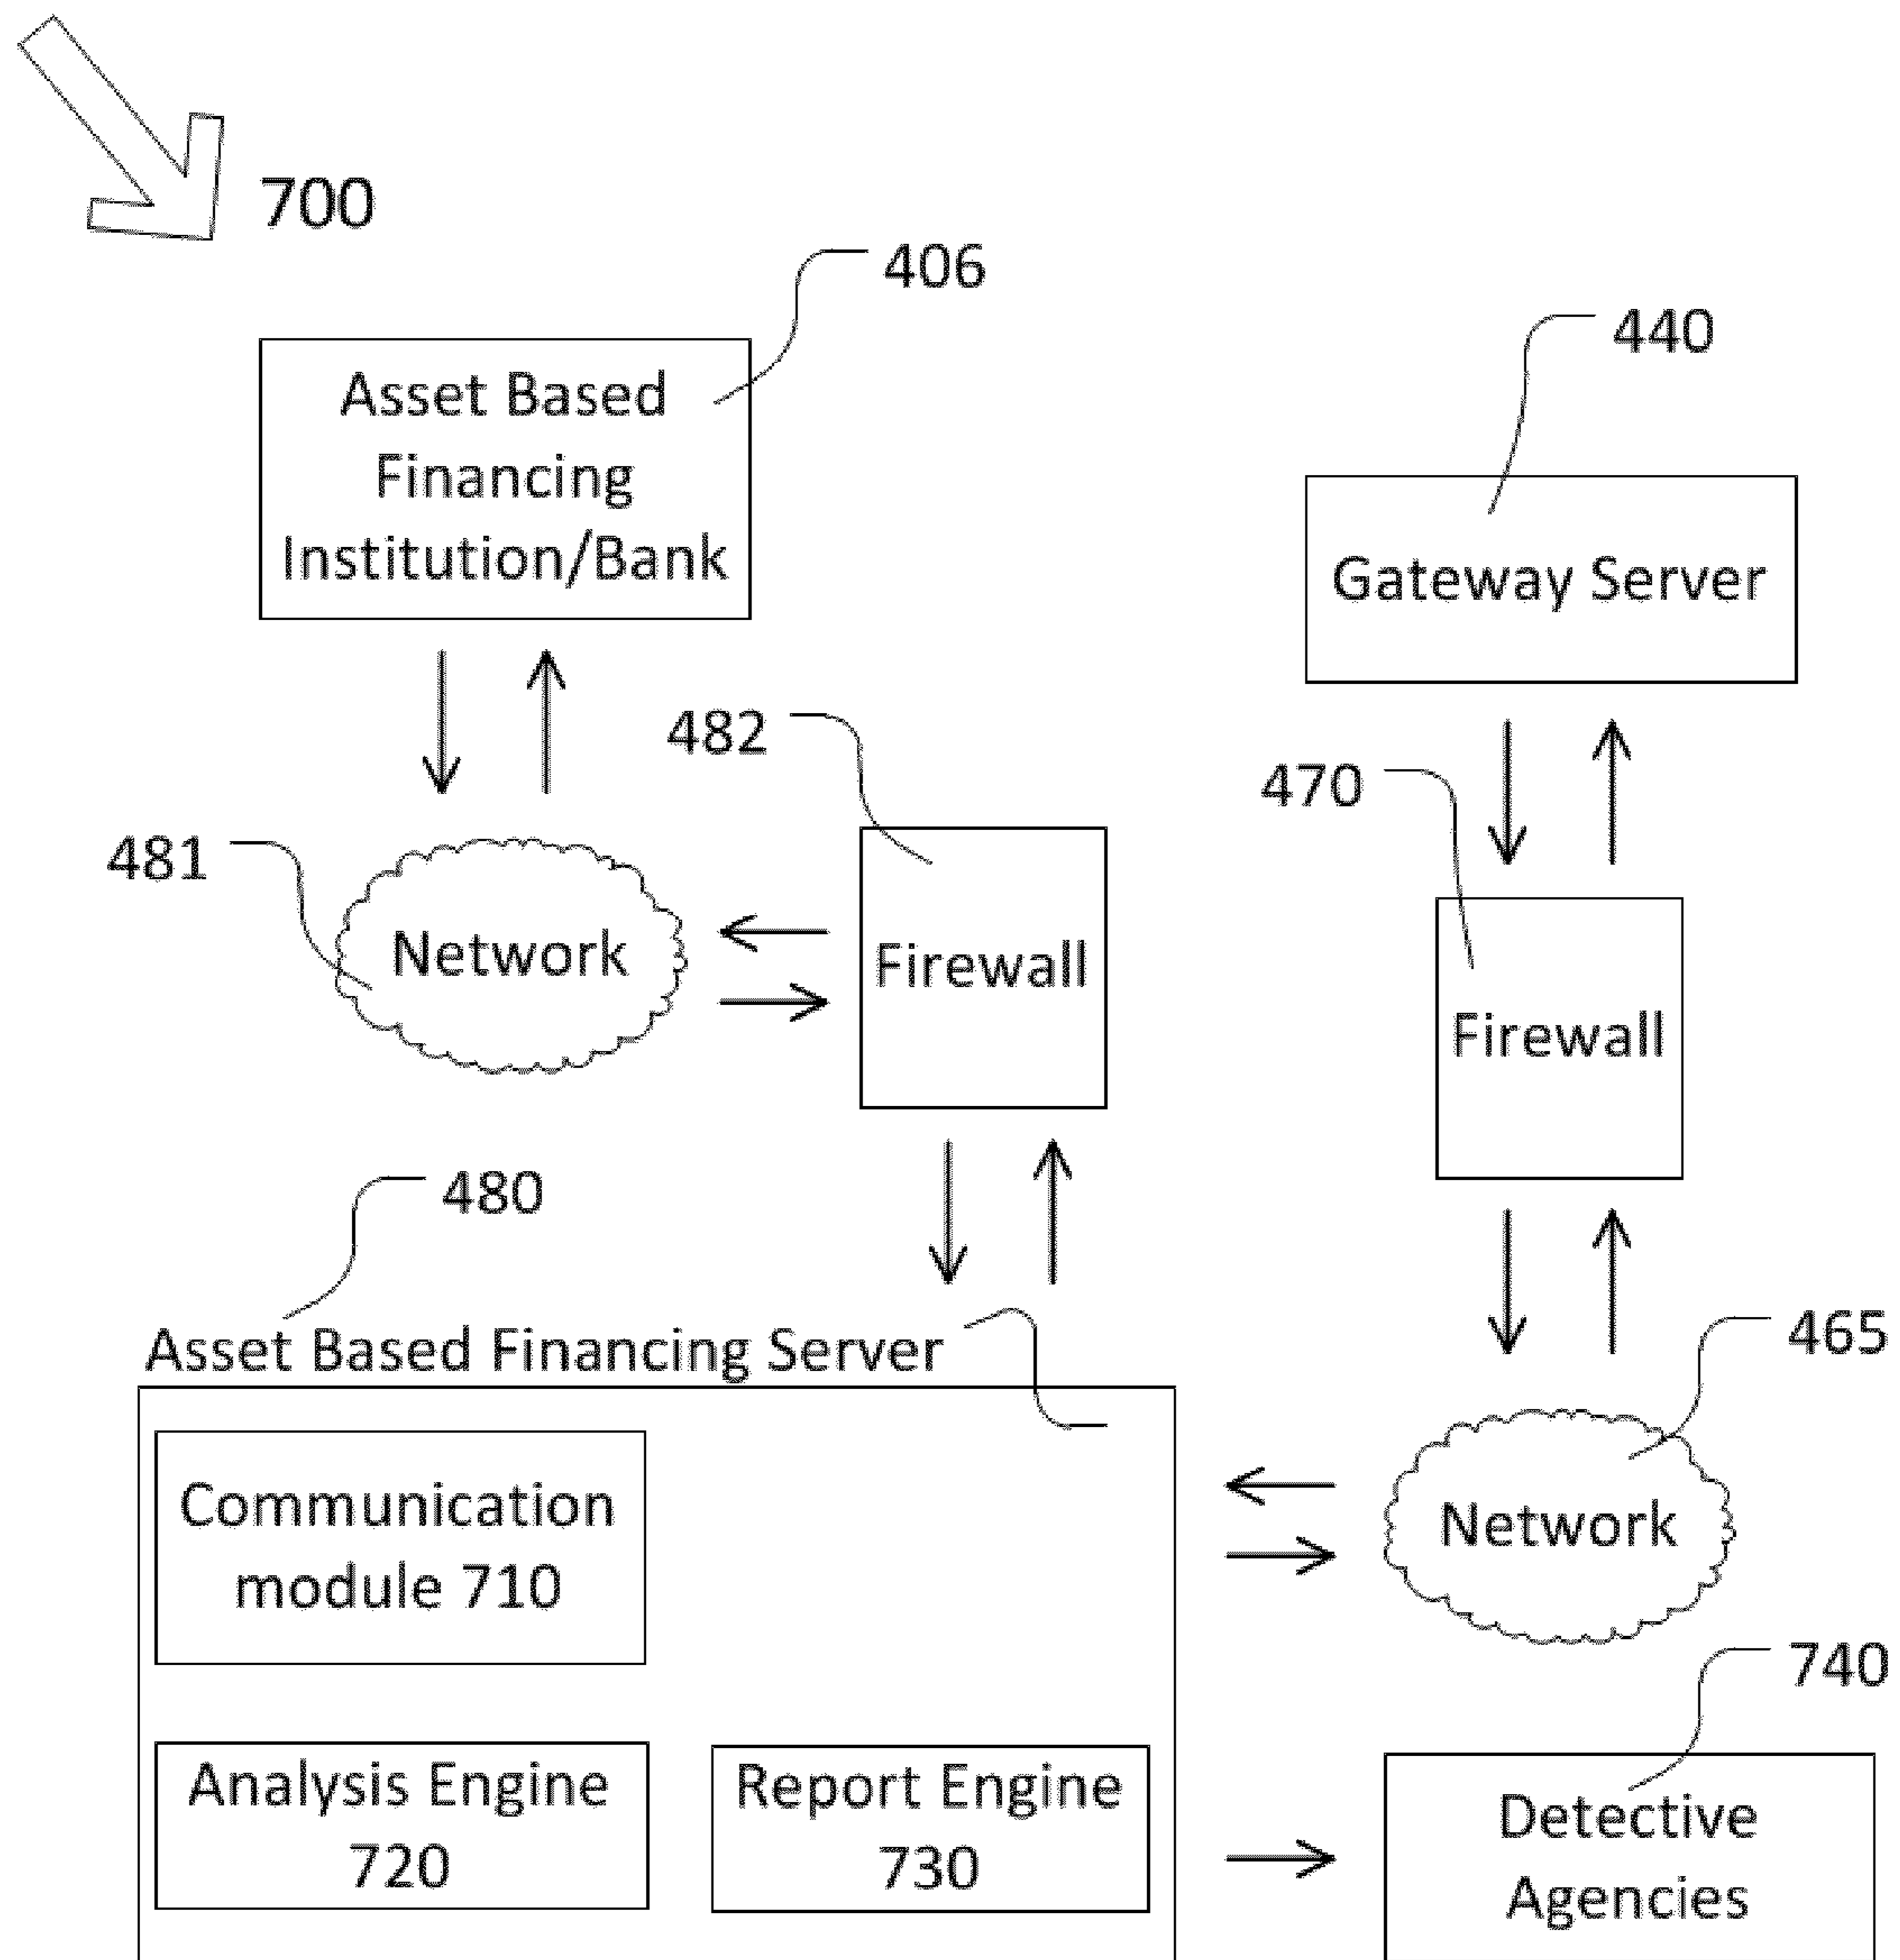 700
406
440
Asset Based
Financing
Institution/Bank
Gateway Server
482
470
481
Network
Firewall
Firewall
480
465
Asset Based Financing Server
Communication
module 710
Network
740
Analysis Engine
720
Report Engine
730
Detective
Agencies